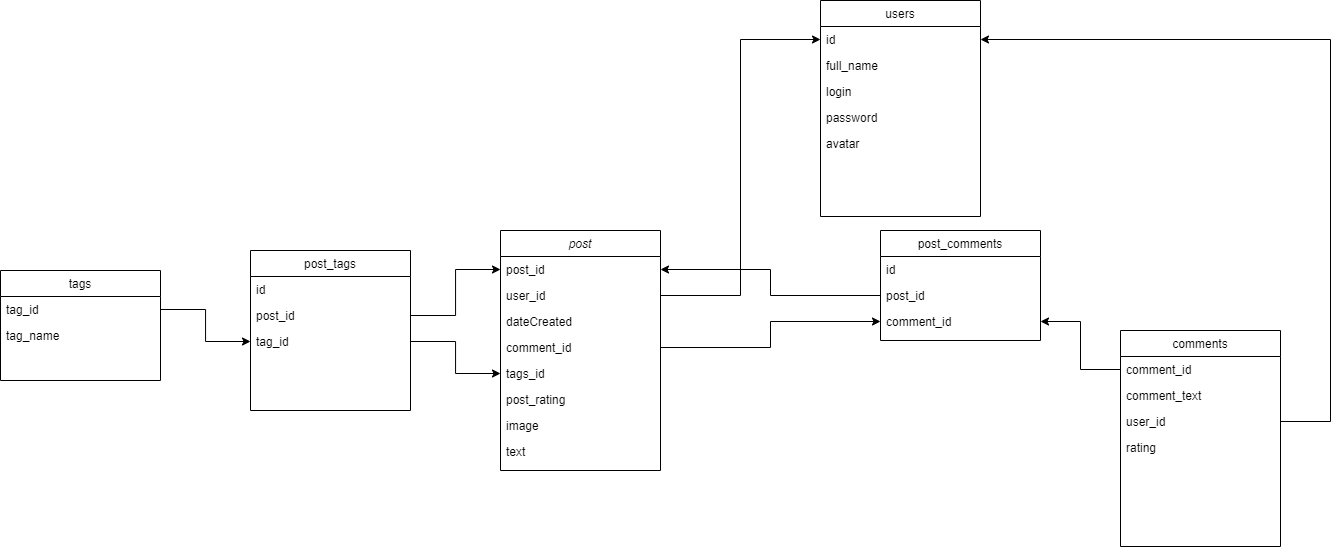 users
id
full_name
login
password
avatar
tags
tag_id
tag_name
post_tags
id
post_id
tag_id
post
post_id
user_id
dateCreated
comment_id
tags_id
post_rating
image
text
post_comments
id
post_id
comment_id
comments
comment_id
comment_text
user_id
rating